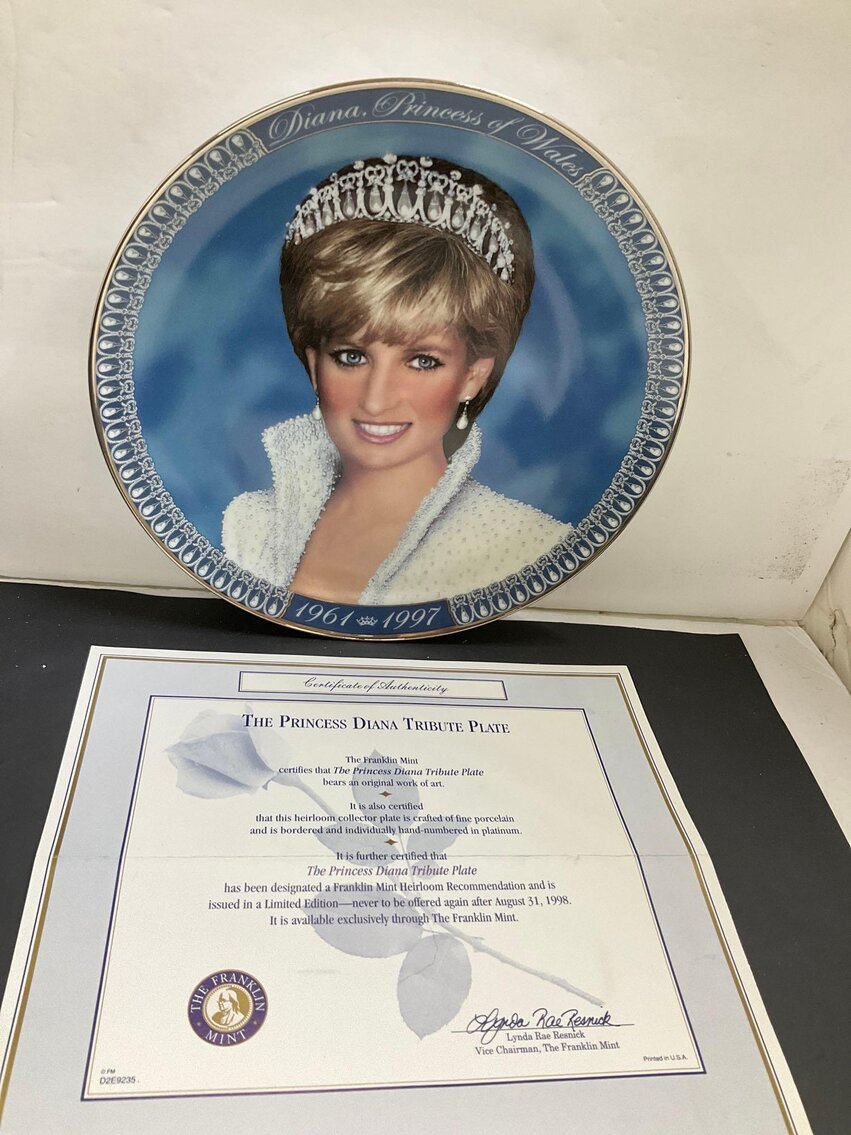 Diana, Princess of Wales
1961 1997
Certificate of Authenticity
THE PRINCESS DIANA TRIBUTE PLATE
The Franklin Mint
certifies that The Princess Diana Tribute Plate
bears an original work of art.
It is also certified
that this heirloom collector plate is crafted of fine porcelain
and is bordered and individually hand-numbered in platinum.
It is further certified that
The Princess Diana Tribute Plate
has been designated a Franklin Mint Heirloom Recommendation and is
issued in a Limited Edition—never to be offered again after August 31, 1998.
It is available exclusively through The Franklin Mint.
THE FRANKLIN
MINT
Lynda Rae Resnick
Lynda Rae Resnick
Vice Chairman, The Franklin Mint
© FM
D2E9235.
Printed in U.S.A.